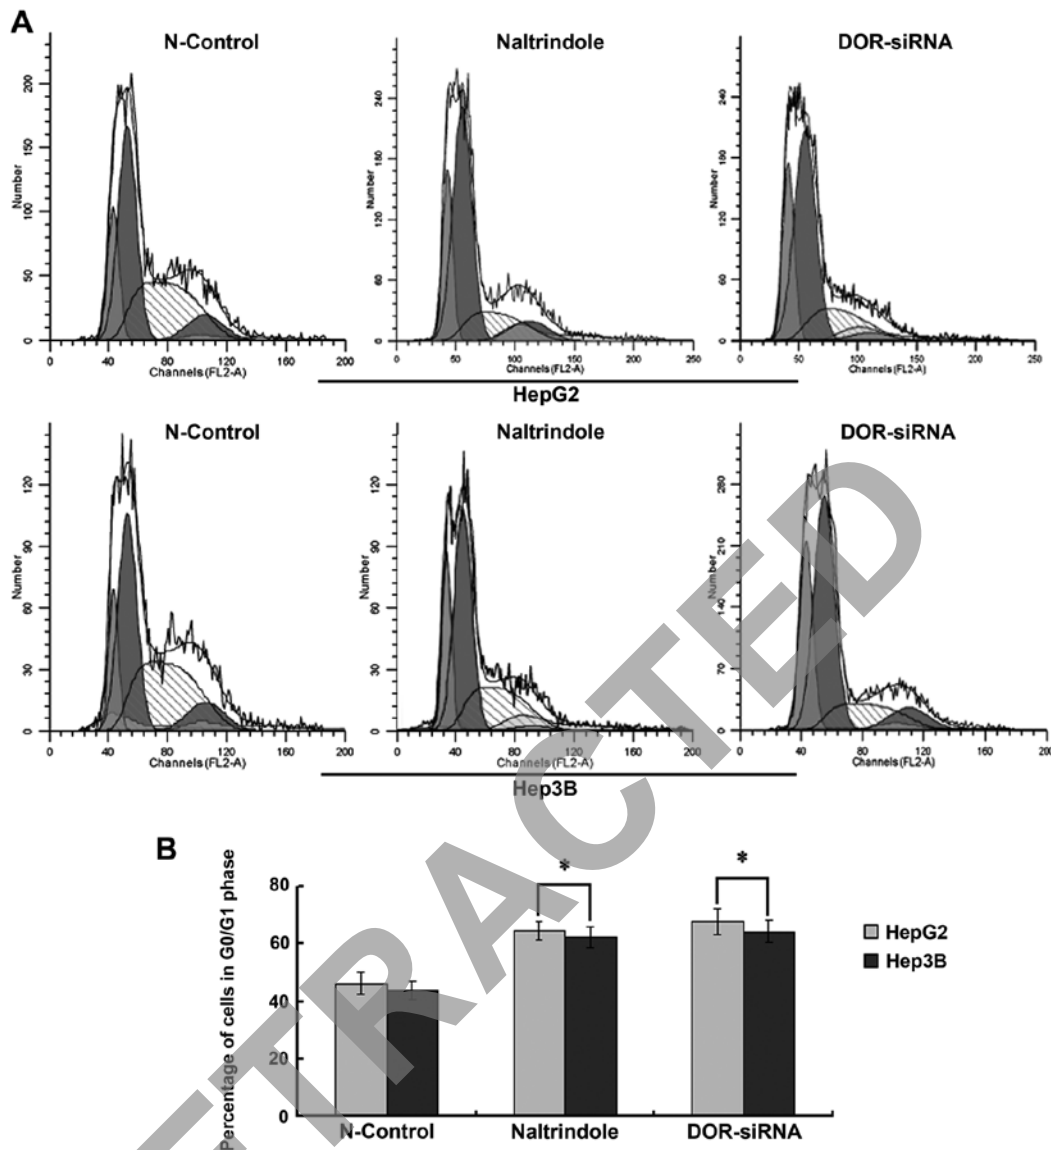 A
N-Control
Naltrindole
DOR-siRNA
200
150
100
50
0
Number
0 40 80 120 160 200
Channels (FL2-A)
240
180
120
60
0
Number
0 50 100 150 200 250
Channels (FL2-A)
240
180
120
60
0
Number
0 50 100 150 200 250
Channels (FL2-A)
HepG2
N-Control
Naltrindole
DOR-siRNA
120
90
60
30
0
Number
0 40 80 120 160 200
Channels (FL2-A)
120
90
60
30
0
Number
0 40 80 120 160 200
Channels (FL2-A)
280
210
140
70
0
Number
0 40 80 120 160 200
Channels (FL2-A)
Hep3B
B
Percentage of cells in G0/G1 phase
80
60
40
20
0
*
*
HepG2
Hep3B
N-Control Naltrindole DOR-siRNA
TRACTED